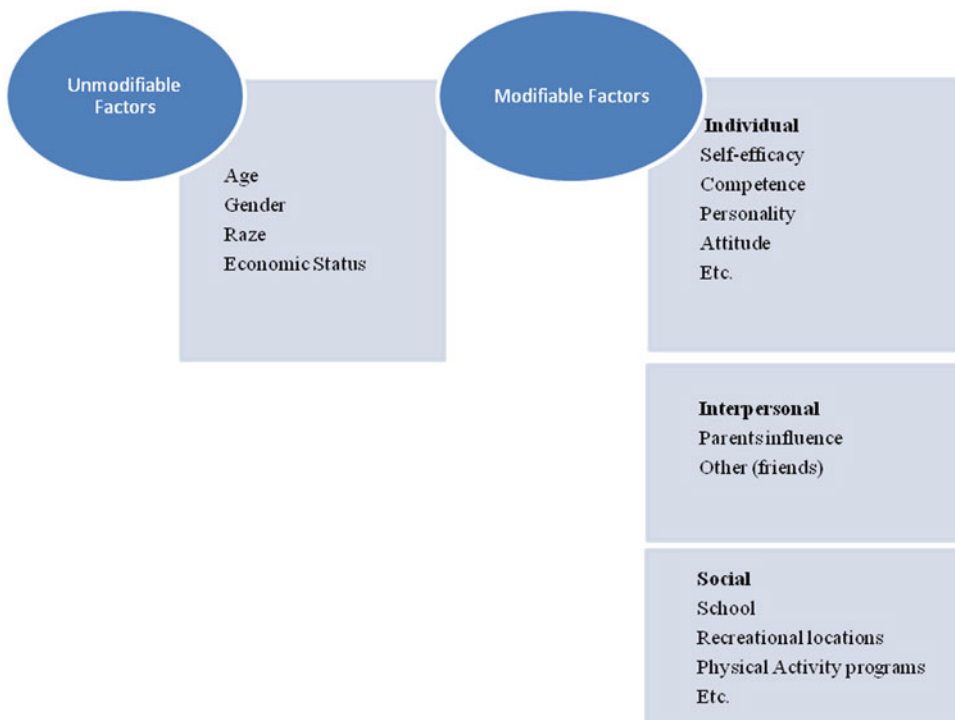 Unmodifiable
Factors
Age
Gender
Raze
Economic Status
Modifiable Factors
Individual
Self-efficacy
Competence
Personality
Attitude
Etc.
Interpersonal
Parents influence
Other (friends)
Social
School
Recreational locations
Physical Activity programs
Etc.